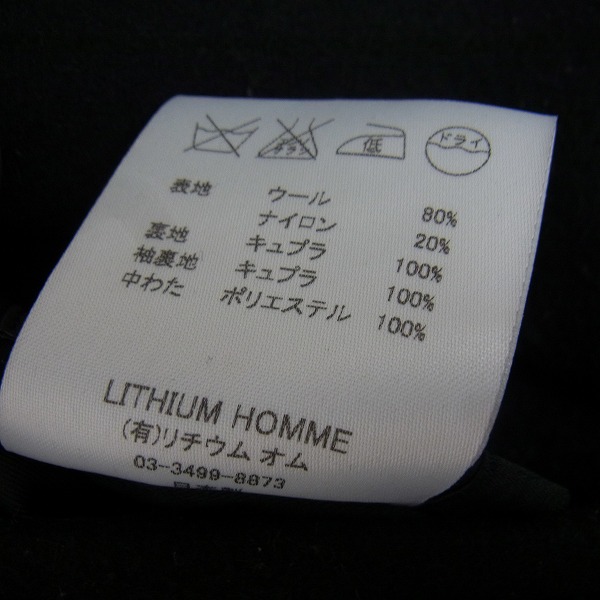 低 ドライ
表地 ウール 80%
ナイロン 20%
裏地 キュプラ 100%
袖裏地 キュプラ 100%
中わた ポリエステル 100%
LITHIUM HOMME
(有)リチウム オム
03-3499-8873